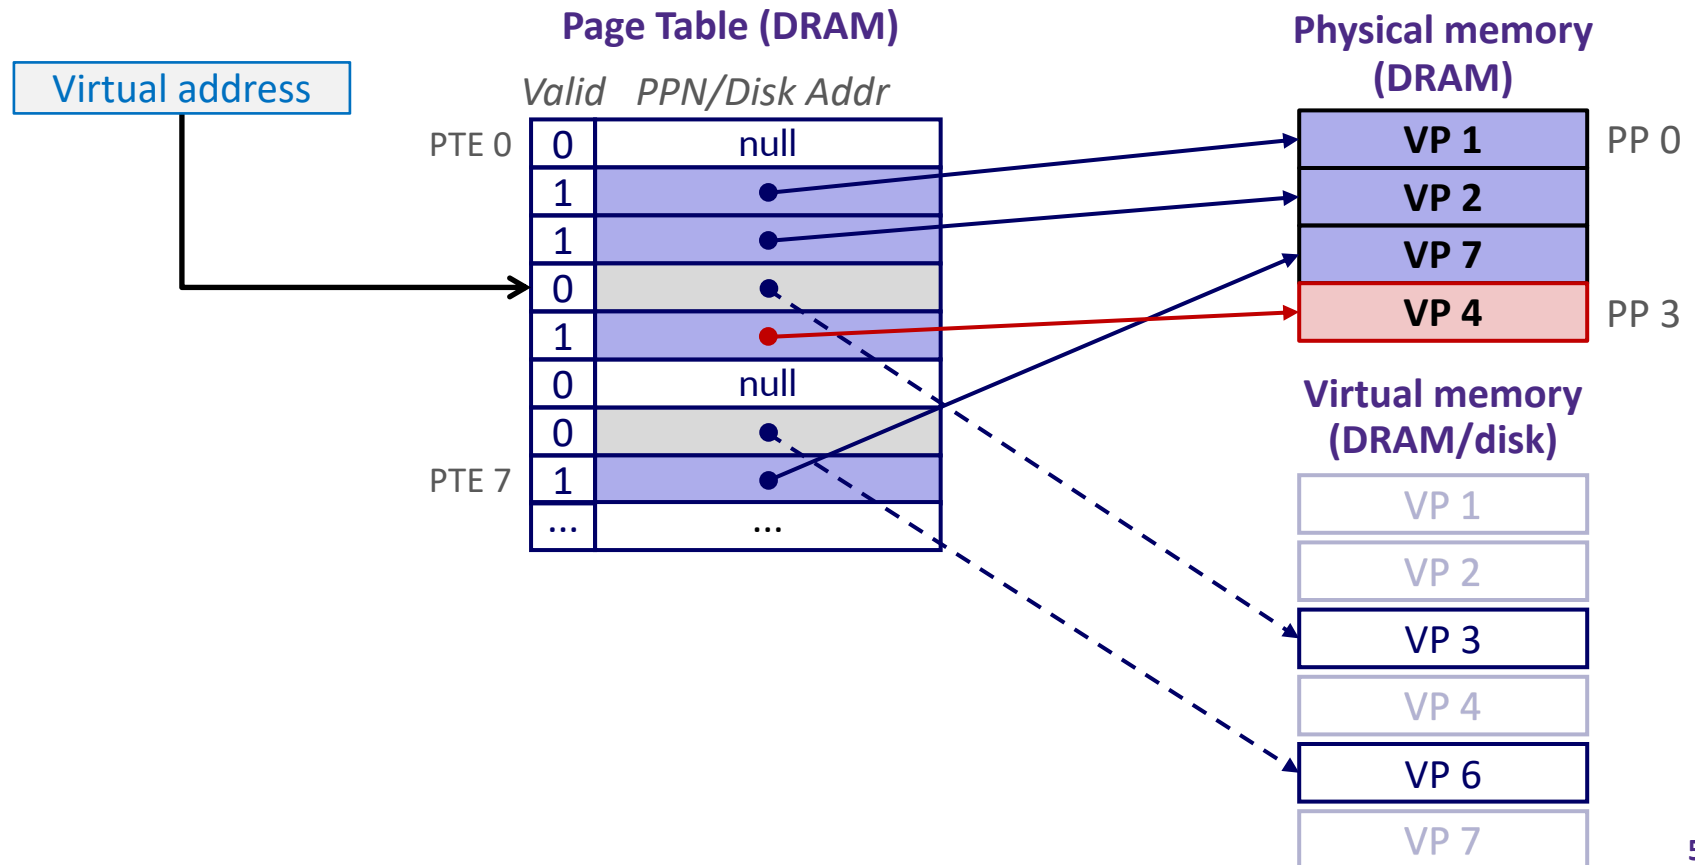 Page Table (DRAM)
Physical memory
(DRAM)
Virtual address
Valid PPN/Disk Addr
PTE 0 0 null
1
1
0
1
0 null
0
PTE 7 1
... ...
VP 1 PP 0
VP 2
VP 7
VP 4 PP 3
Virtual memory
(DRAM/disk)
VP 1
VP 2
VP 3
VP 4
VP 6
VP 7